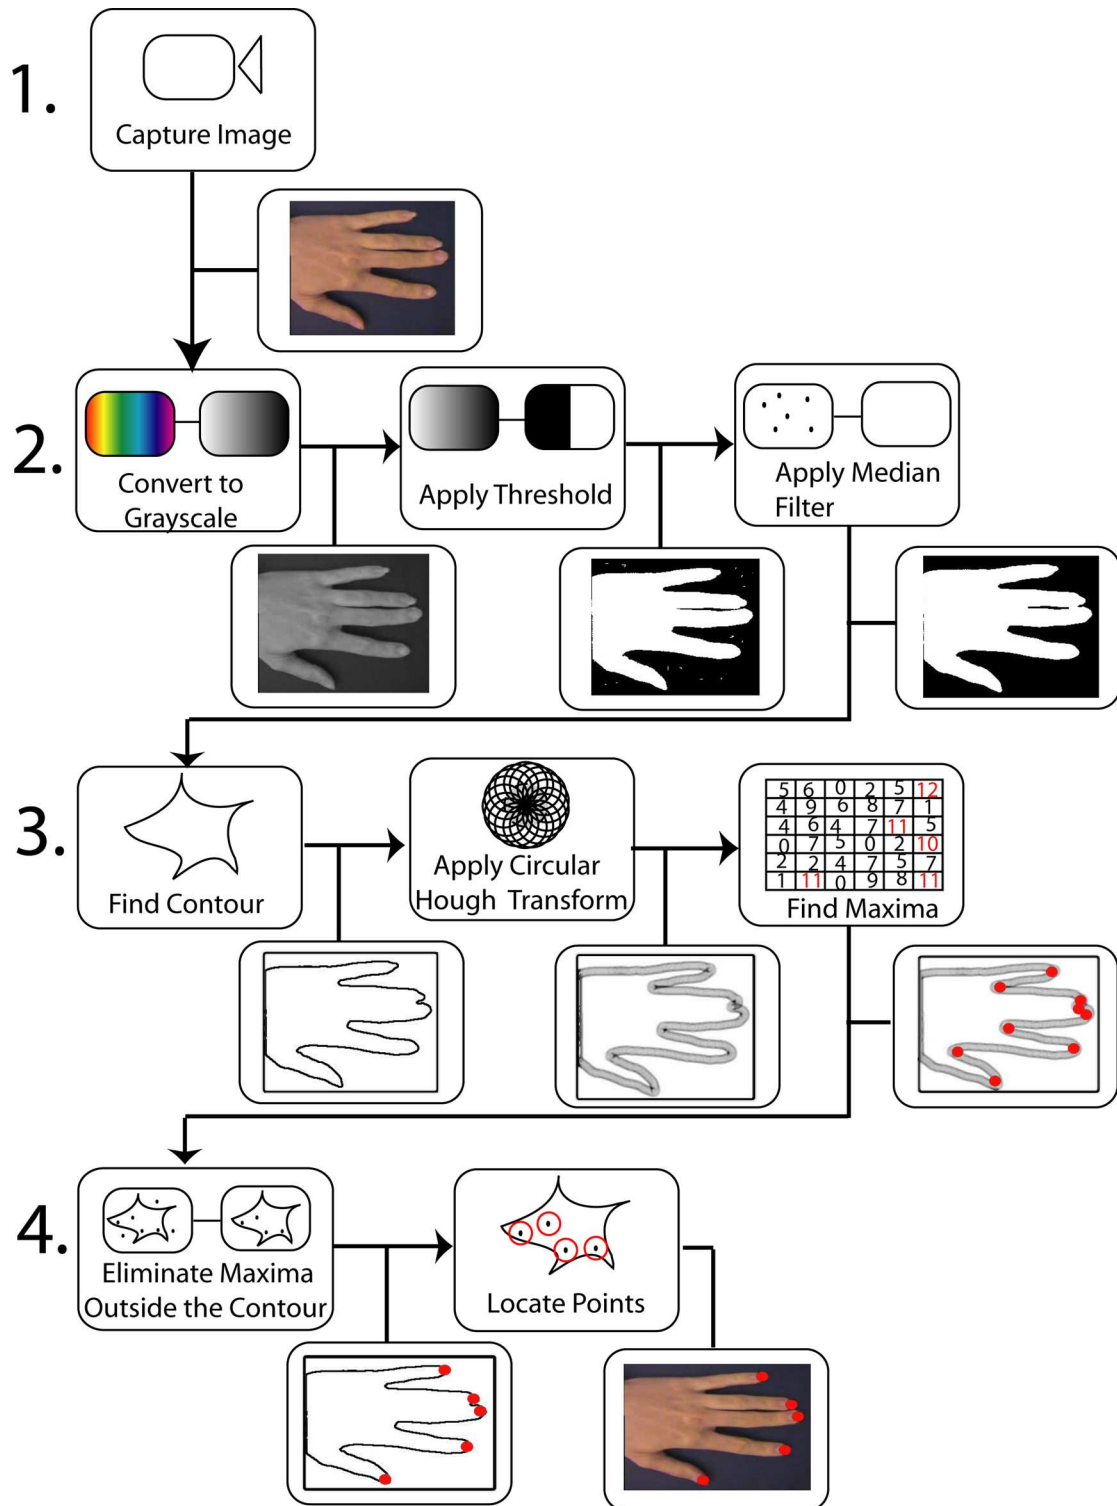 1.
Capture Image
2.
Convert to
Grayscale
Apply Threshold
Apply Median
Filter
3.
Find Contour
Apply Circular
Hough Transform
5 6 0 2 5 12
4 9 6 8 7 1
4 6 4 7 11 5
0 7 5 0 2 10
2 2 4 7 5 7
1 11 0 9 8 11
Find Maxima
4.
Eliminate Maxima
Outside the Contour
Locate Points